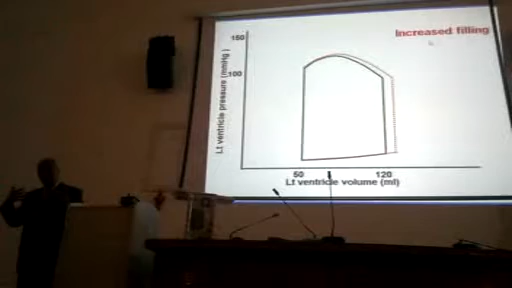 Increased filling
150
100
Lt ventricle pressure (mmHg)
50
120
Lt ventricle volume (ml)